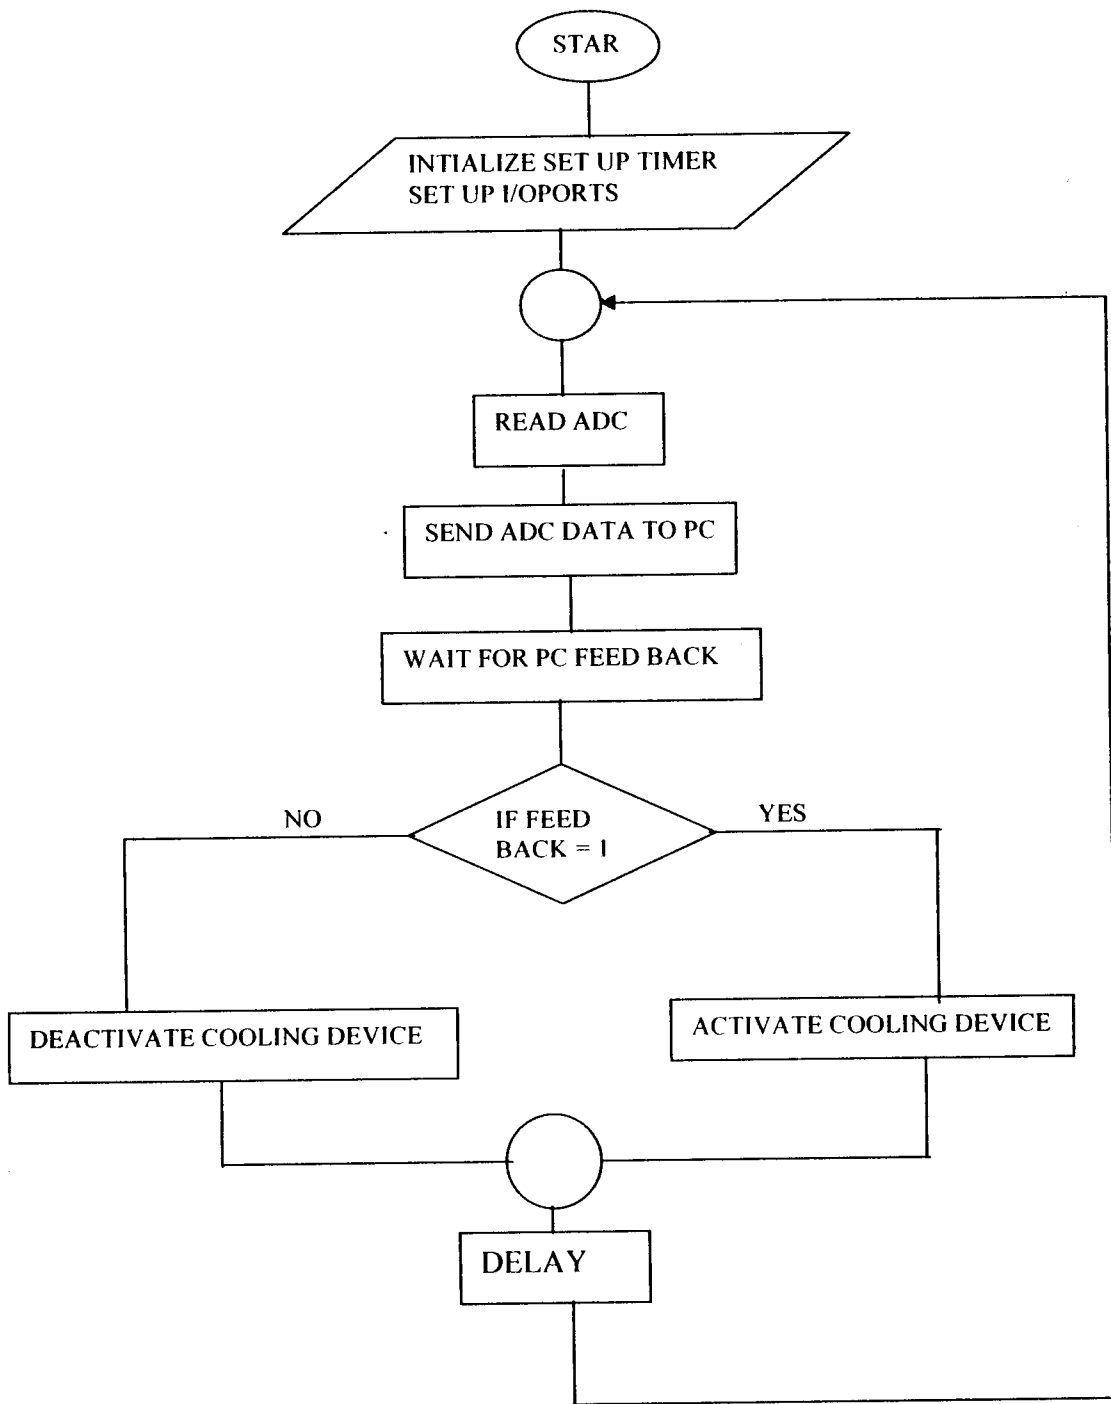 STAR
INTIALIZE SET UP TIMER
SET UP I/OPORTS
READ ADC
SEND ADC DATA TO PC
WAIT FOR PC FEED BACK
NO
IF FEED
BACK = 1
YES
DEACTIVATE COOLING DEVICE
ACTIVATE COOLING DEVICE
DELAY